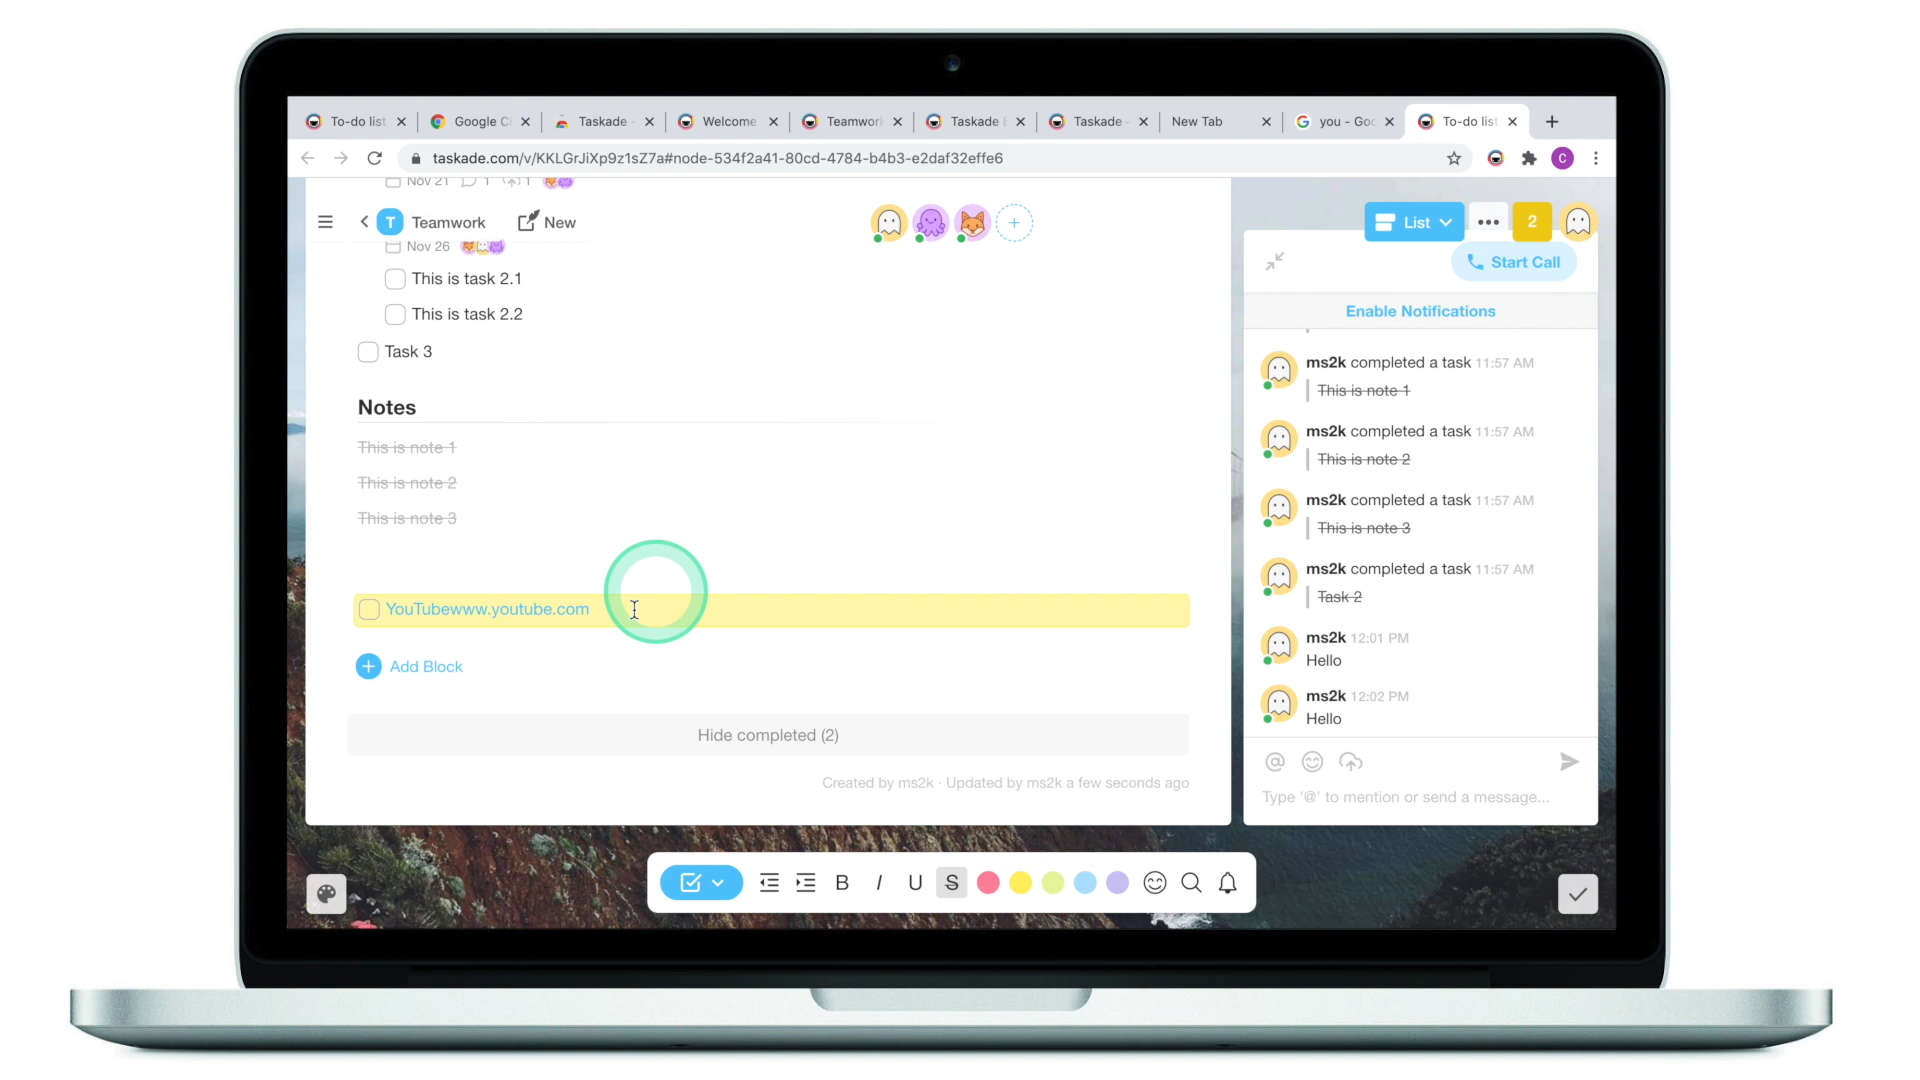 To-do list
Google C
Taskade -
Welcome
Teamwor
Taskade
Taskade -
New Tab
you - Goo
To-do list
taskade.com/v/KKLGrJiXp9z1sZ7a#node-534f2a41-80cd-4784-b4b3-e2daf32effe6
C
Nov 21 1 1
T Teamwork
New
List
2
Nov 26
This is task 2.1
This is task 2.2
Task 3
Notes
This is note 1
This is note 2
This is note 3
YouTubewww.youtube.com
Add Block
Hide completed (2)
Created by ms2k · Updated by ms2k a few seconds ago
Start Call
Enable Notifications
ms2k completed a task 11:57 AM
This is note 1
ms2k completed a task 11:57 AM
This is note 2
ms2k completed a task 11:57 AM
This is note 3
ms2k completed a task 11:57 AM
Task 2
ms2k 12:01 PM
Hello
ms2k 12:02 PM
Hello
Type '@' to mention or send a message...
B I U S